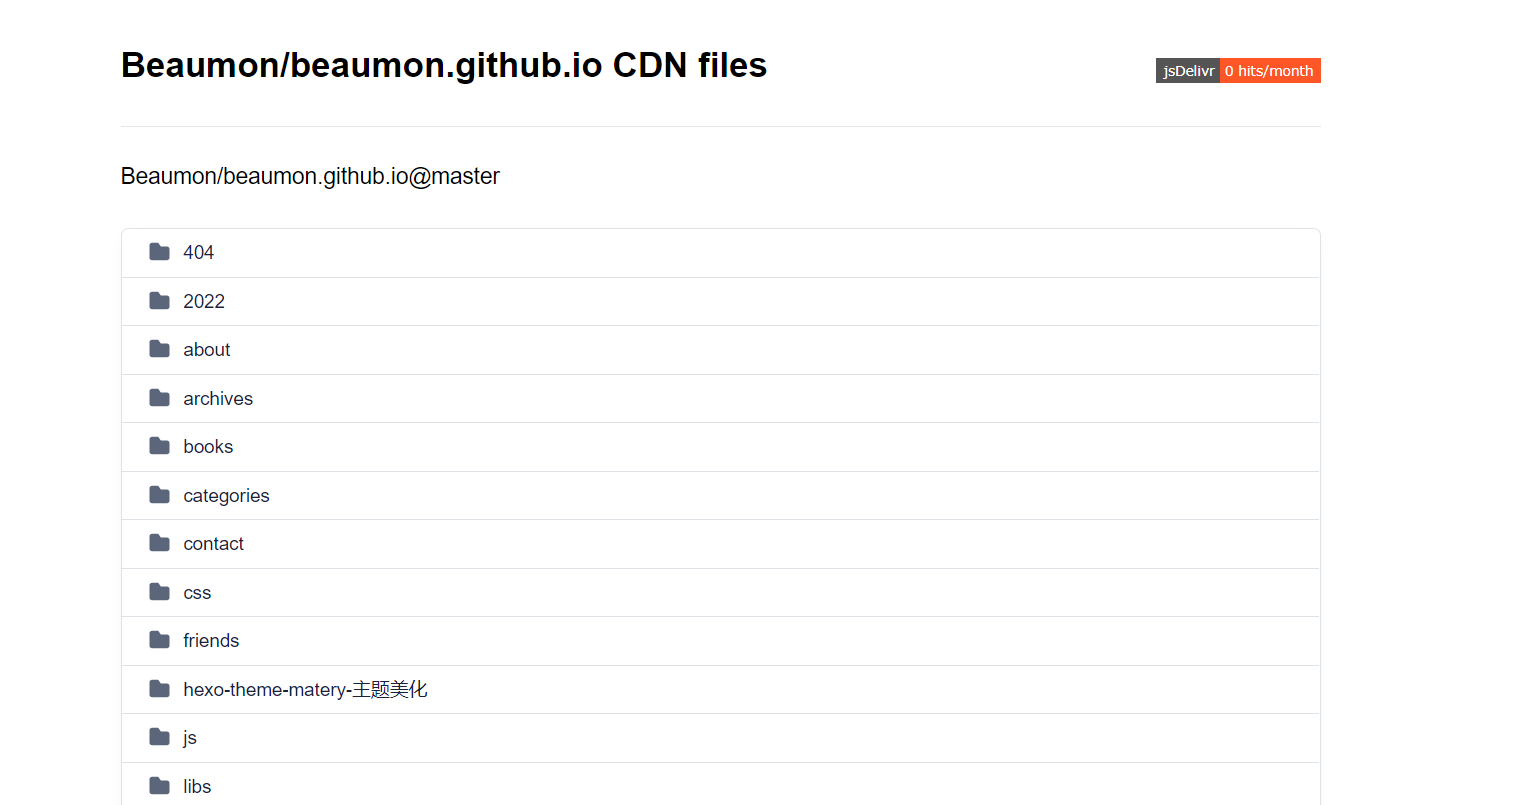 Beaumon/beaumon.github.io CDN files
jsDelivr 0 hits/month
Beaumon/beaumon.github.io@master
404
2022
about
archives
books
categories
contact
css
friends
hexo-theme-matery-主题美化
js
libs